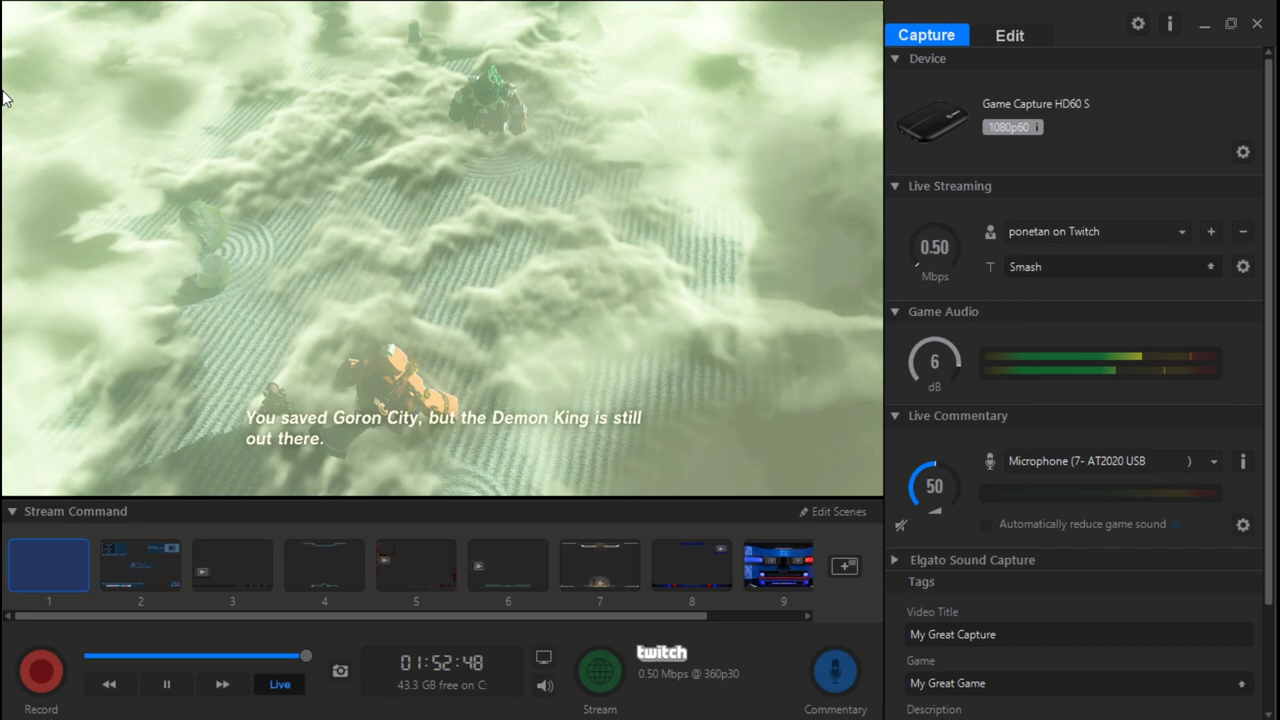 Capture
Edit
Device
Game Capture HD60 S
1080p60 i
Live Streaming
0.50
Mbps
ponetan on Twitch
T Smash
Game Audio
6
dB
You saved Goron City, but the Demon King is still
out there.
Live Commentary
50
Microphone (7- AT2020 USB )
Automatically reduce game sound
Stream Command
Edit Scenes
1 2 3 4 5 6 7 8 9
Elgato Sound Capture
Tags
Video Title
My Great Capture
Game
My Great Game
Description
Record
Live
01:52:48
43.3 GB free on C:
Stream
twitch
0.50 Mbps @ 360p30
Commentary